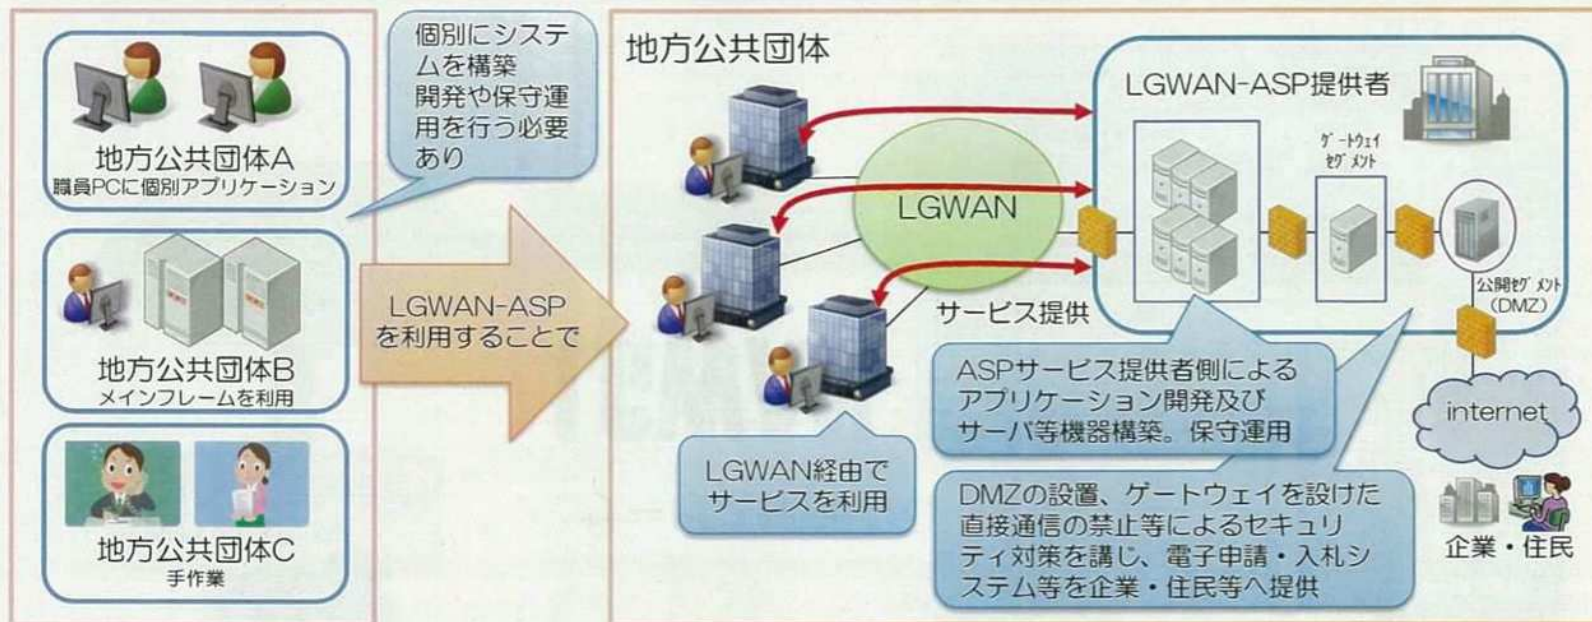 個別にシステ
ムを構築
開発や保守運
用を行う必要
あり
地方公共団体A
職員PCに個別アプリケーション
地方公共団体B
メインフレームを利用
地方公共団体C
手作業
LGWAN-ASP
を利用することで
地方公共団体
LGWAN
サービス提供
LGWAN-ASP提供者
ｹﾞｰﾄｳｪｲ
ｾｸﾞﾒﾝﾄ
公開ｾｸﾞﾒﾝﾄ
(DMZ)
ASPサービス提供者側による
アプリケーション開発及び
サーバ等機器構築。保守運用
LGWAN経由で
サービスを利用
DMZの設置、ゲートウェイを設けた
直接通信の禁止等によるセキュリ
ティ対策を講じ、電子申請・入札シ
ステム等を企業・住民等へ提供
internet
企業・住民